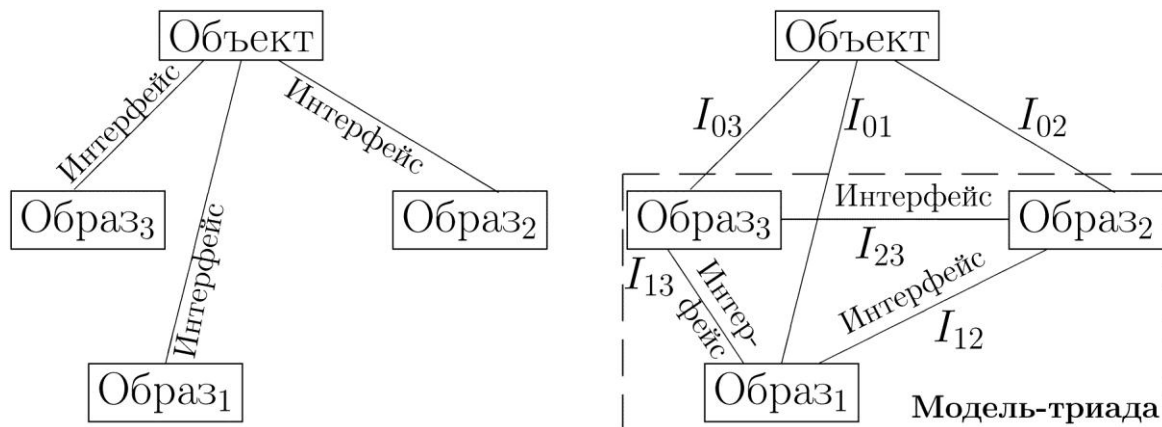 Объект
Интерфейс
Интерфейс
Интерфейс
Образ₃
Образ₂
Образ₁
Объект
I₀₃
I₀₁
I₀₂
Интерфейс
Образ₃
Образ₂
I₂₃
I₁₃
Интер-
фейс
Интерфейс
I₁₂
Образ₁
Модель-триада